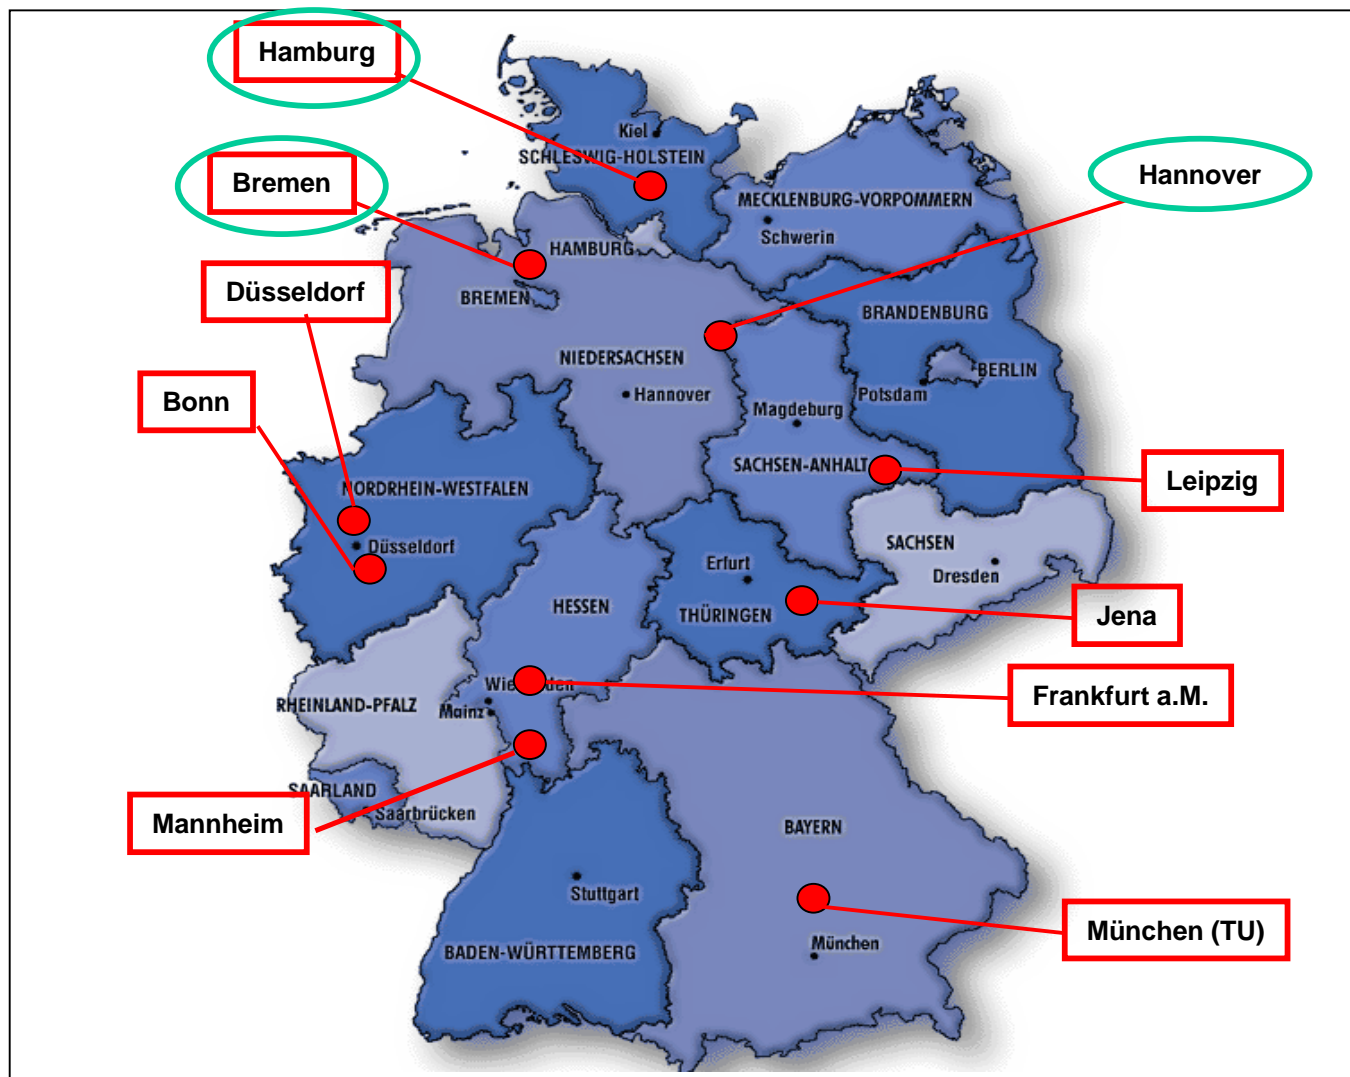 Hamburg
Kiel
SCHLESWIG-HOLSTEIN
Bremen
Hannover
MECKLENBURG-VORPOMMERN
Schwerin
HAMBURG
Düsseldorf
BREMEN
BRANDENBURG
NIEDERSACHSEN
BERLIN
Hannover
Potsdam
Bonn
Magdeburg
SACHSEN-ANHALT
Leipzig
NORDRHEIN-WESTFALEN
Düsseldorf
SACHSEN
Erfurt
Dresden
HESSEN
THÜRINGEN
Jena
Frankfurt a.M.
RHEINLAND-PFALZ
Mainz
SAARLAND
Saarbrücken
Mannheim
BAYERN
Stuttgart
München (TU)
München
BADEN-WÜRTTEMBERG